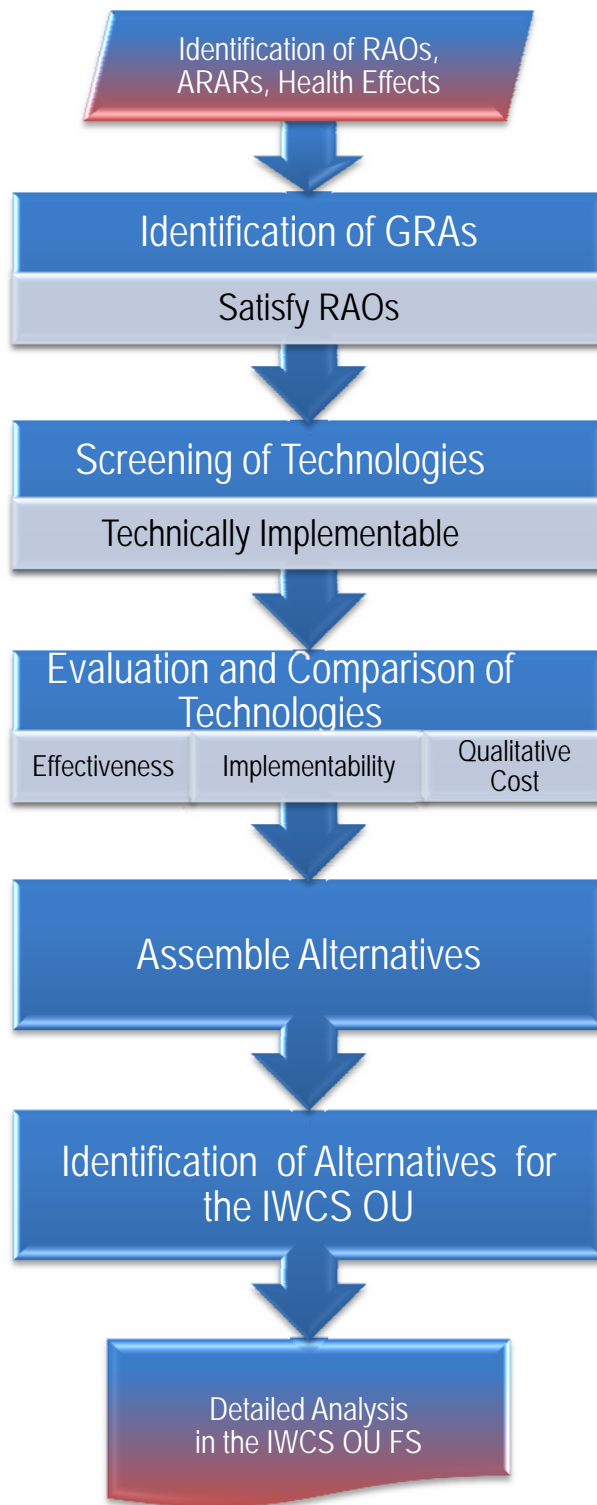 Identification of RAOs,
ARARs, Health Effects
Identification of GRAs
Satisfy RAOs
Screening of Technologies
Technically Implementable
Evaluation and Comparison of
Technologies
Effectiveness
Implementability
Qualitative
Cost
Assemble Alternatives
Identification of Alternatives for
the IWCS OU
Detailed Analysis
in the IWCS OU FS